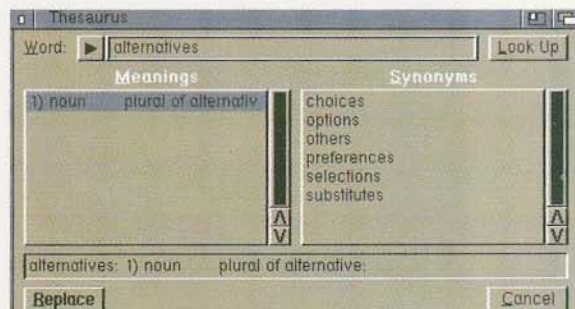 Thesaurus
Word: alternatives Look Up
Meanings
1) noun plural of alternativ
Synonyms
choices
options
others
preferences
selections
substitutes
alternatives: 1) noun plural of alternative;
Replace Cancel